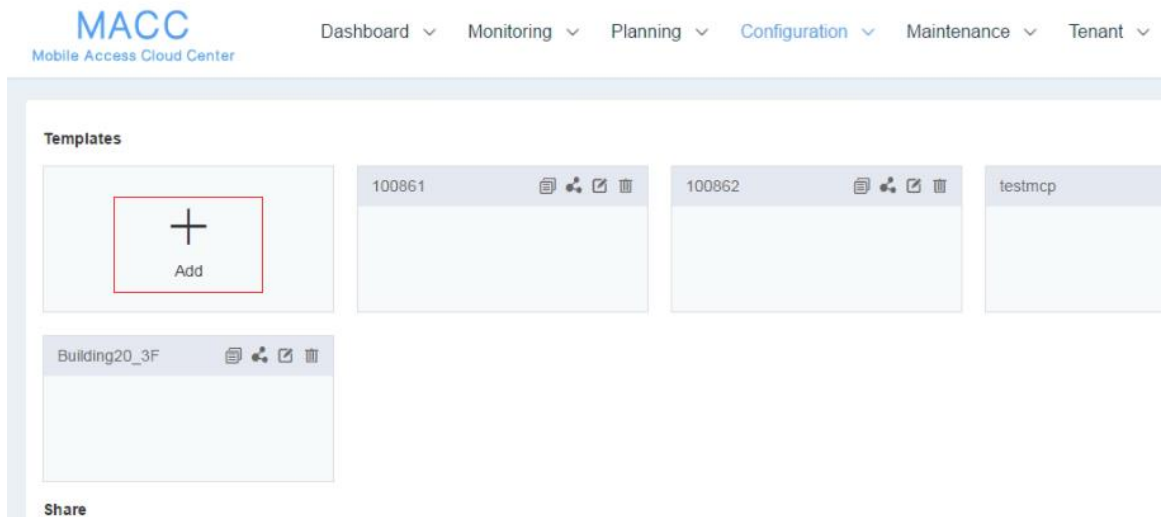 MACC
Mobile Access Cloud Center
Dashboard Monitoring Planning Configuration Maintenance Tenant
Templates
Add
100861
100862
testmcp
Building20_3F
Share